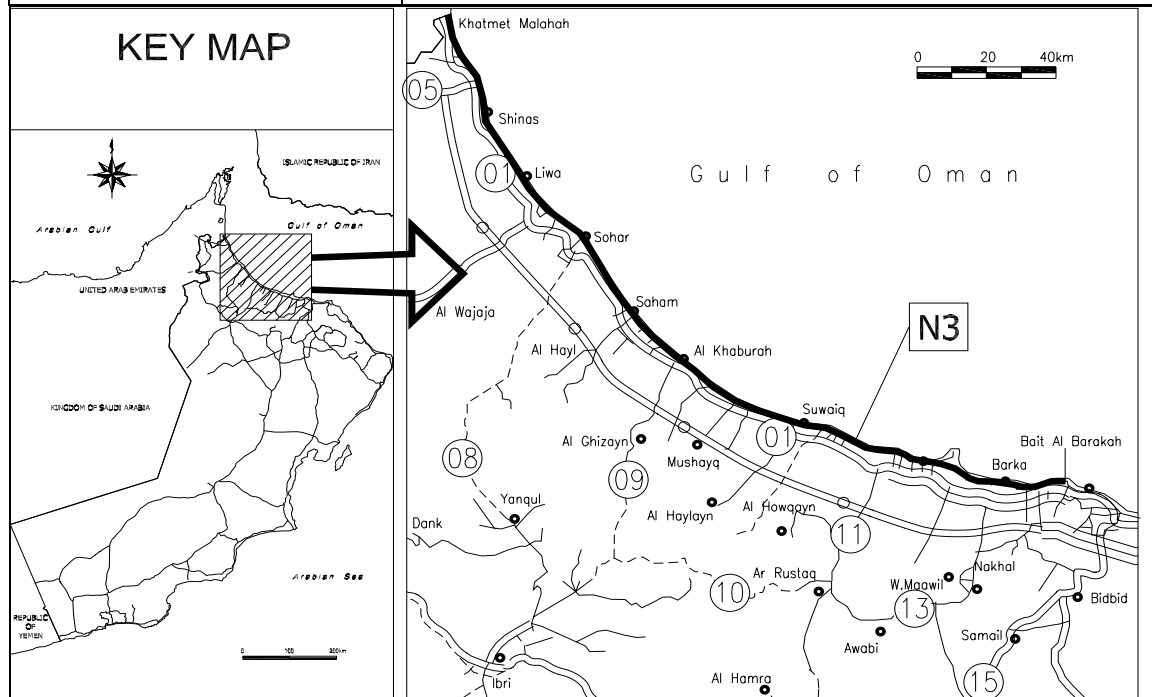 KEY MAP
ISLAMIC REPUBLIC OF IRAN
Arabian Gulf
Gulf of Oman
UNITED ARAB EMIRATES
KINGDOM OF SAUDI ARABIA
Arabian Sea
REPUBLIC
OF
YEMEN
0 100 200km
Khatmet Malahah
0 20 40km
05
Shinas
01
Liwa
Gulf of Oman
Sohar
Al Wajaja
Saham
N3
Al Hayl
Al Khaburah
Suwaiq
01
Al Ghizayn
Bait Al Barakah
08
Mushayq
Barka
09
Yanqul
Al Haylayn
Al Howqayn
Dank
11
Ar Rustaq
Nakhal
W.Maawil
10
13
Bidbid
Awabi
Samail
Ibri
Al Hamra
15